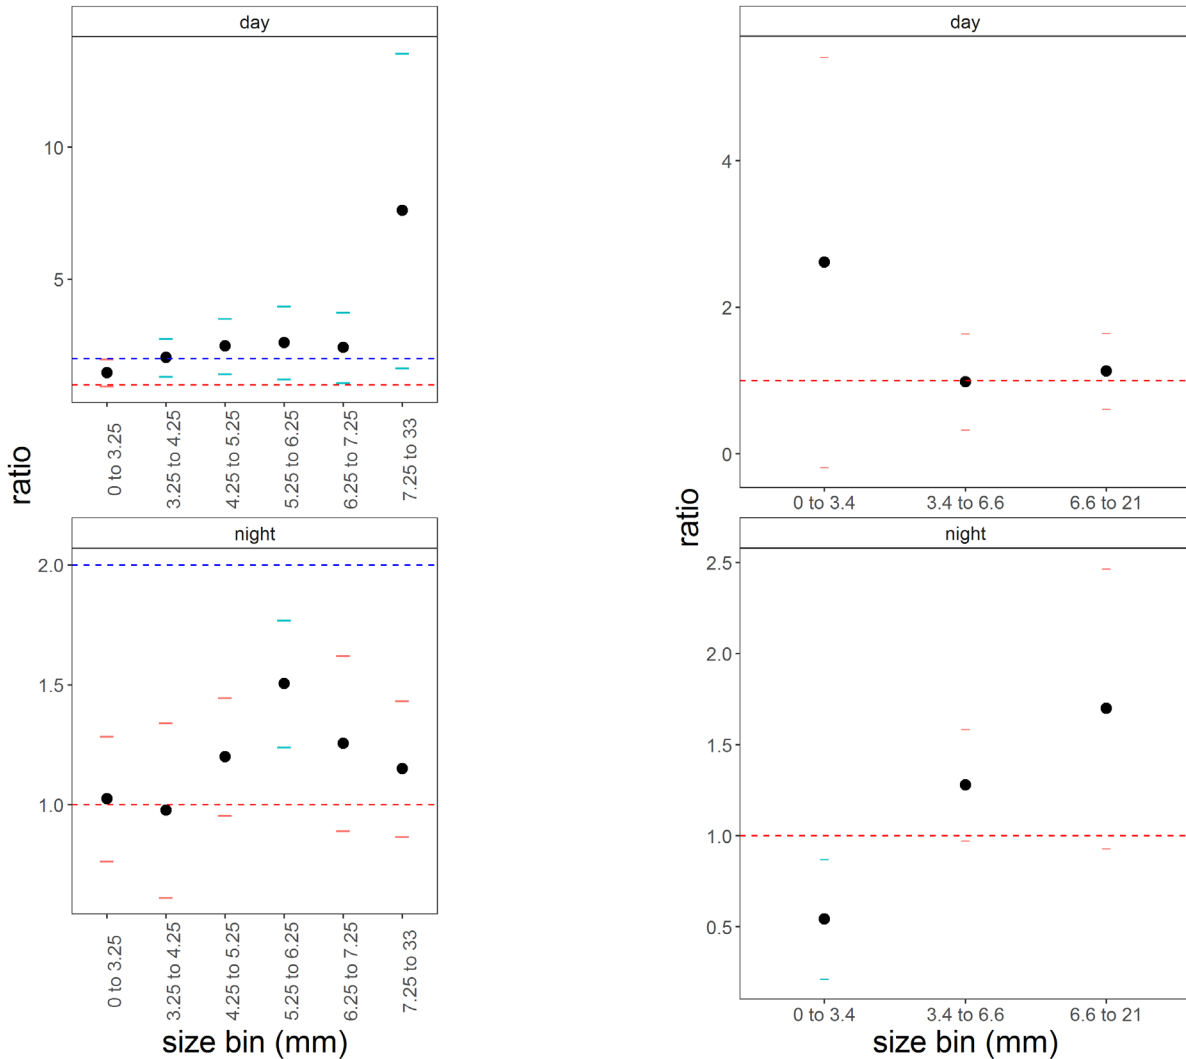 day
10
5
0 to 3.25
3.25 to 4.25
4.25 to 5.25
5.25 to 6.25
6.25 to 7.25
7.25 to 33
ratio
night
2.0
1.5
1.0
0 to 3.25
3.25 to 4.25
4.25 to 5.25
5.25 to 6.25
6.25 to 7.25
7.25 to 33
size bin (mm)
day
4
2
0
0 to 3.4
3.4 to 6.6
6.6 to 21
ratio
night
2.5
2.0
1.5
1.0
0.5
0 to 3.4
3.4 to 6.6
6.6 to 21
size bin (mm)